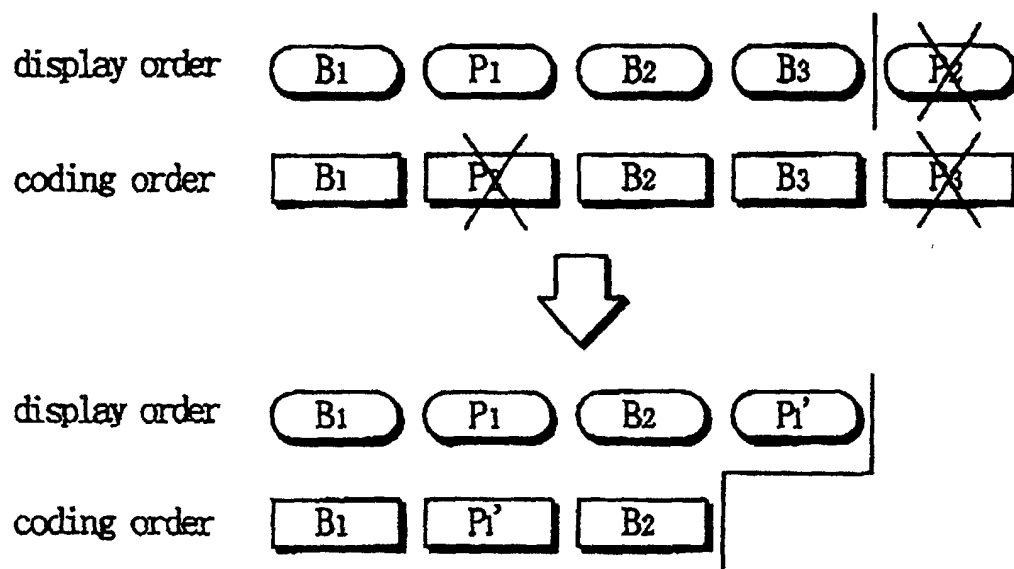 display order B1 P1 B2 B3 P2
coding order B1 P2 B2 B3 P3
display order B1 P1 B2 P1'
coding order B1 P1' B2